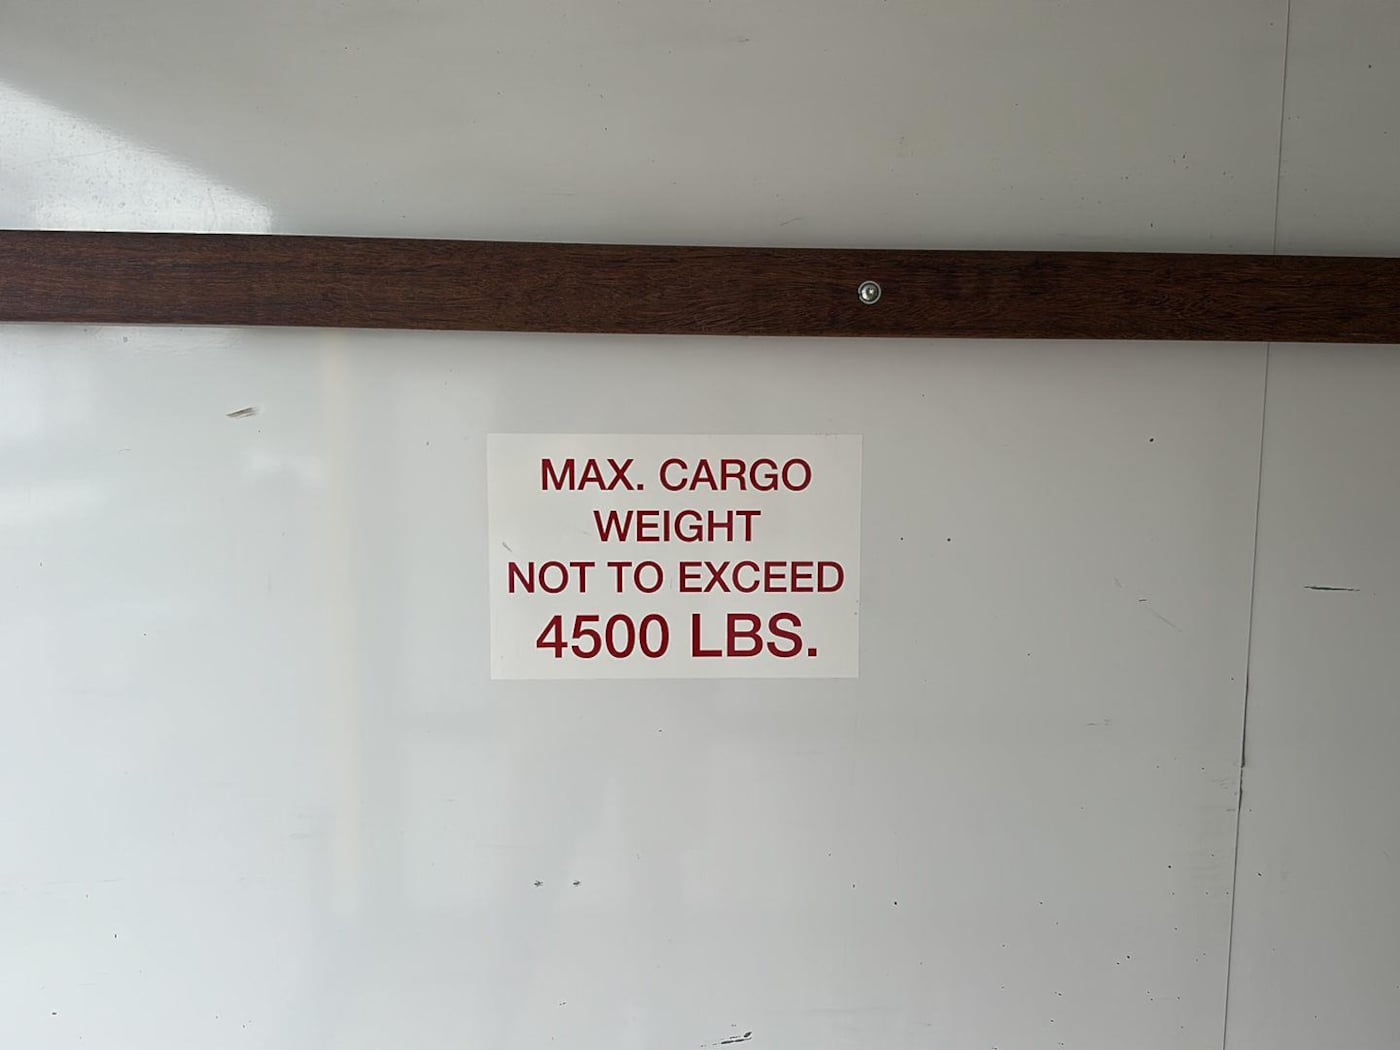 MAX. CARGO
WEIGHT
NOT TO EXCEED
4500 LBS.